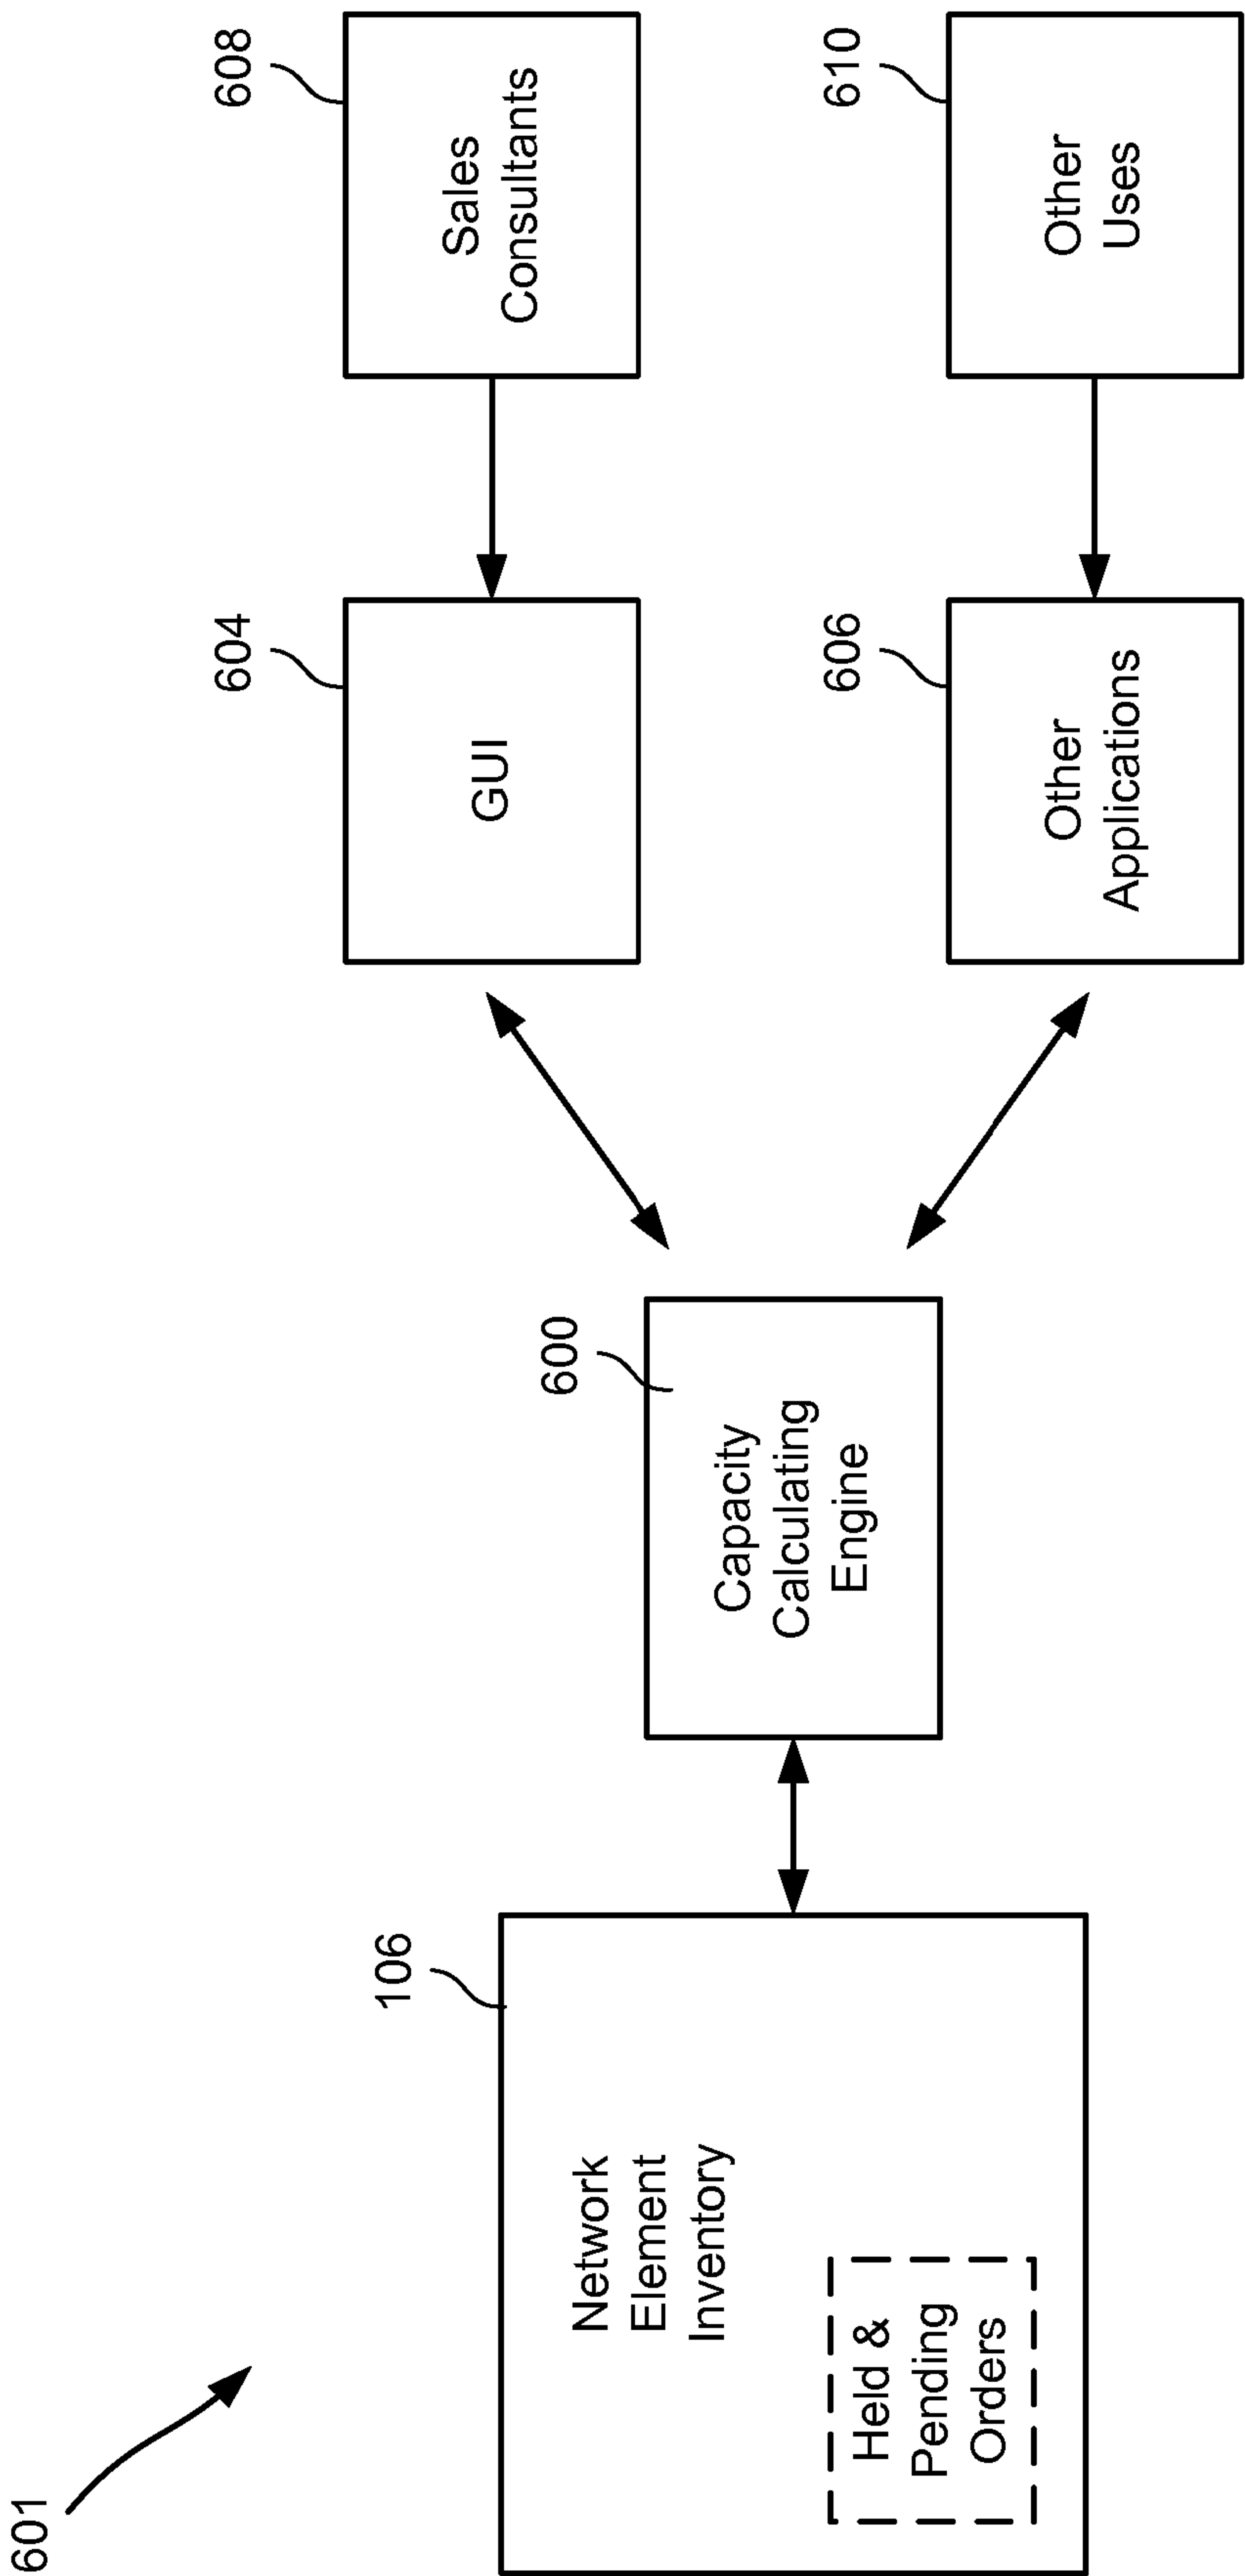 601
106
Network
Element
Inventory
Held &
Pending
Orders
600
Capacity
Calculating
Engine
604
GUI
608
Sales
Consultants
606
Other
Applications
610
Other
Uses